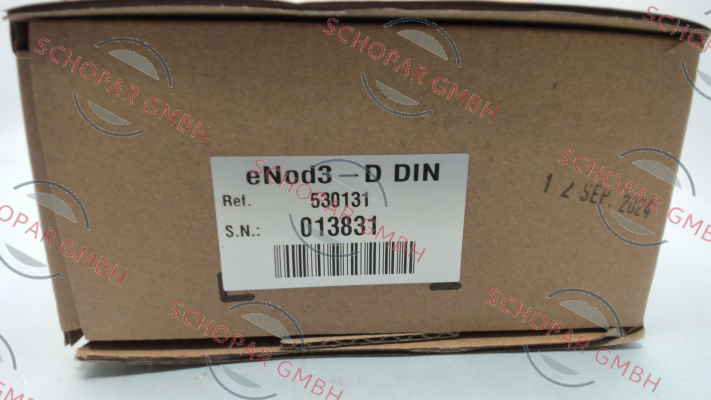 eNod3 – D DIN
Ref. 530131
S.N.: 013831
SEP. 2024
SCHOPAR GMBH
SCHOPAR GMBH
SCHOPAR GMBH
SCHOPAR GMBH
SCHOPAR GMBH
SCHOPAR GMBH
SCHOPAR GMBH
SCHOPAR GMBH